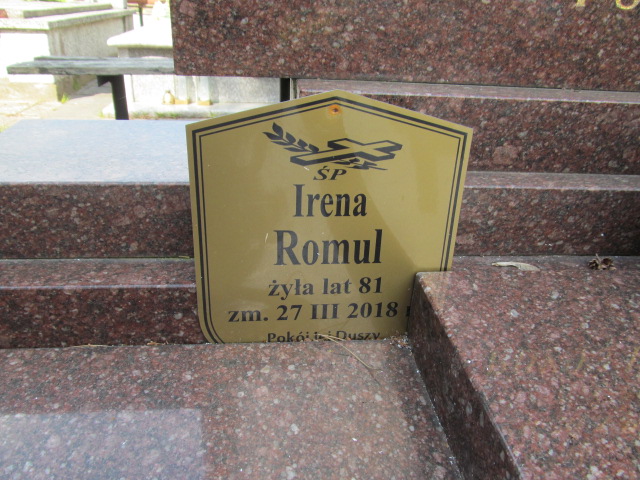 ŚP
Irena
Romul
żyła lat 81
zm. 27 III 2018 r
Pokój jej Duszy